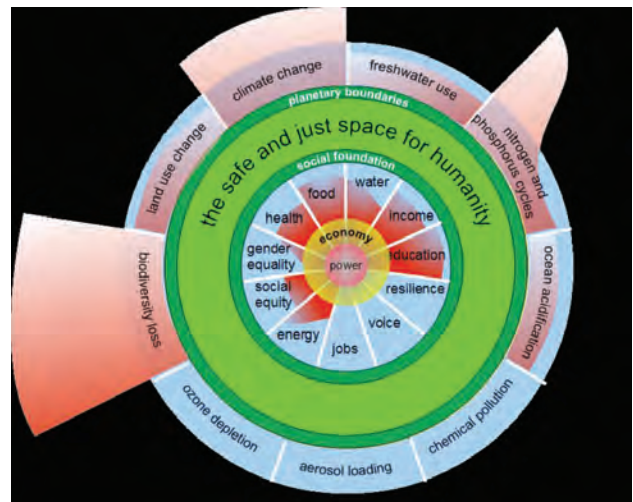 climate change
freshwater use
nitrogen and
phosphorus cycles
ocean acidification
chemical pollution
aerosol loading
ozone depletion
biodiversity loss
land use change
planetary boundaries
the safe and just space for humanity
social foundation
water
income
education
resilience
voice
jobs
energy
social
equity
gender
equality
health
food
economy
power